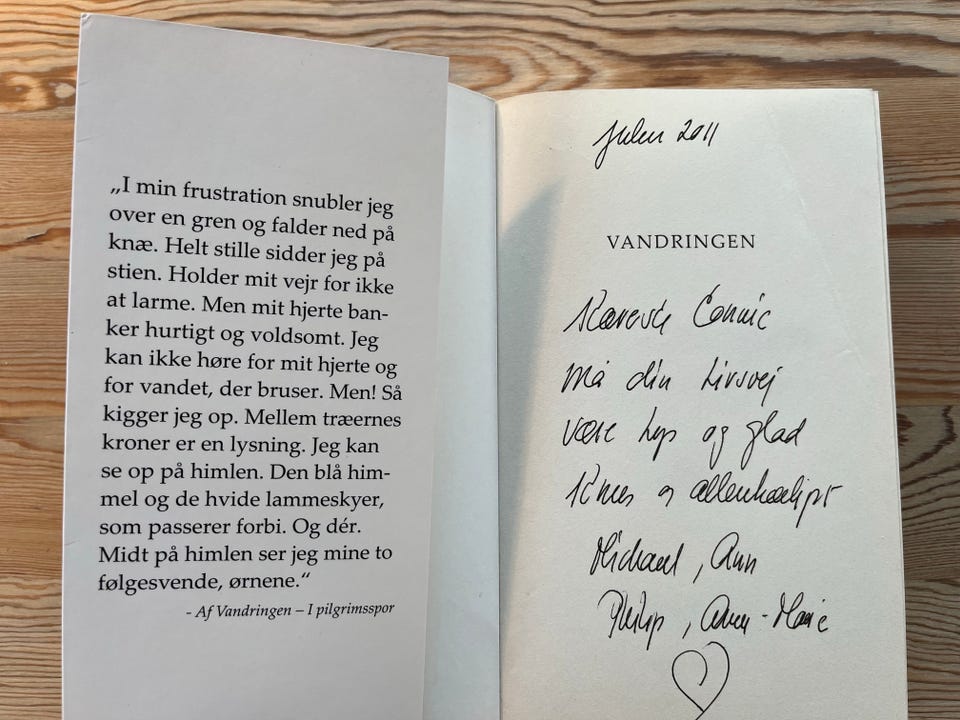 „I min frustration snubler jeg
over en gren og falder ned på
knæ. Helt stille sidder jeg på
stien. Holder mit vejr for ikke
at larme. Men mit hjerte ban-
ker hurtigt og voldsomt. Jeg
kan ikke høre for mit hjerte og
for vandet, der bruser. Men! Så
kigger jeg op. Mellem træernes
kroner er en lysning. Jeg kan
se op på himlen. Den blå him-
mel og de hvide lammeskyer,
som passerer forbi. Og dér.
Midt på himlen ser jeg mine to
følgesvende, ørnene.“
- Af Vandringen – I pilgrimsspor
Julen 2011
VANDRINGEN
Kæreste Connie
Må din Livsvej
være lys og glad
Knus og allerkærligst
Michael, Ann
Philip, Anne-Marie